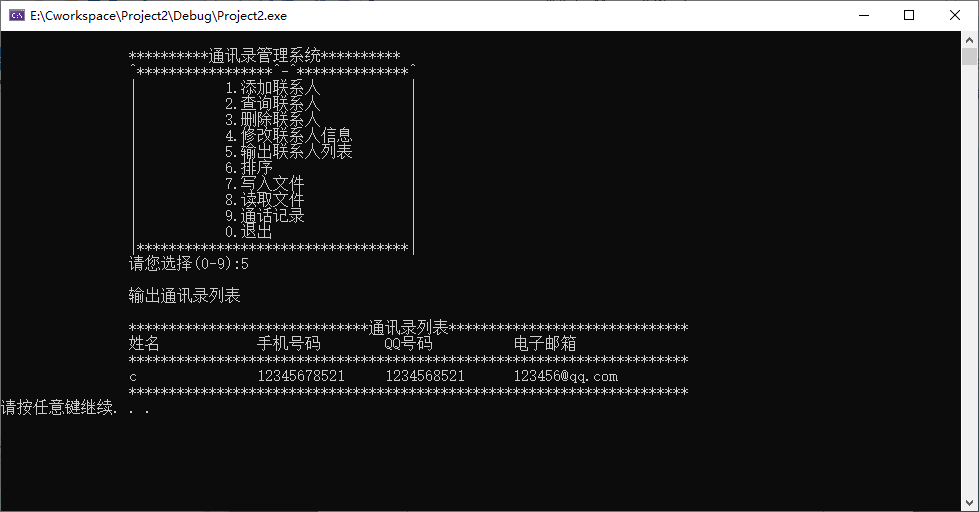 E:\Cworkspace\Project2\Debug\Project2.exe
**********通讯录管理系统**********
^*****************^-^**************^
| 1.添加联系人 |
| 2.查询联系人 |
| 3.删除联系人 |
| 4.修改联系人信息 |
| 5.输出联系人列表 |
| 6.排序 |
| 7.写入文件 |
| 8.读取文件 |
| 9.通话记录 |
| 0.退出 |
|**********************************|
请您选择(0-9):5
输出通讯录列表
******************************通讯录列表******************************
姓名 手机号码 QQ号码 电子邮箱
**********************************************************************
c 12345678521 1234568521 123456@qq.com
**********************************************************************
请按任意键继续. . .